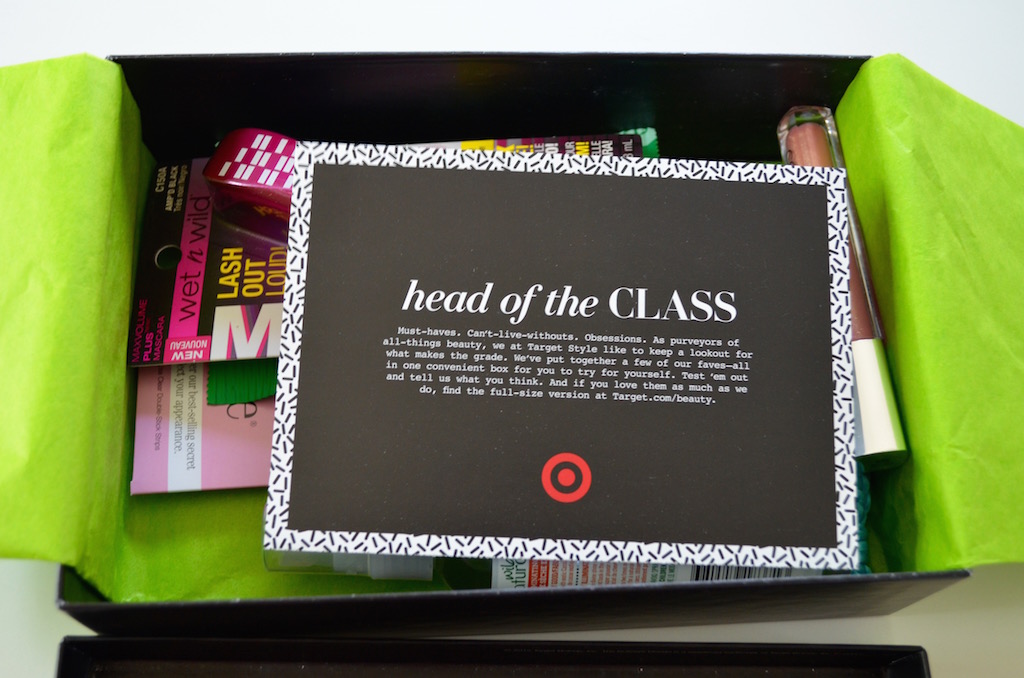 C150A
AMP'D BLACK
wet n wild
LASH
OUT
LOUD!
MAXVOLUME
PLUS
MASCARA
NEW
NOUVEAU
M
our best-selling secret
your appearance.
Clear Double-Stick Strips
e®
head of the CLASS
Must-haves. Can't-live-withouts. Obsessions. As purveyors of
all-things beauty, we at Target Style like to keep a lookout for
what makes the grade. We've put together a few of our faves—all
in one convenient box for you to try for yourself. Test 'em out
and tell us what you think. And if you love them as much as we
do, find the full-size version at Target.com/beauty.